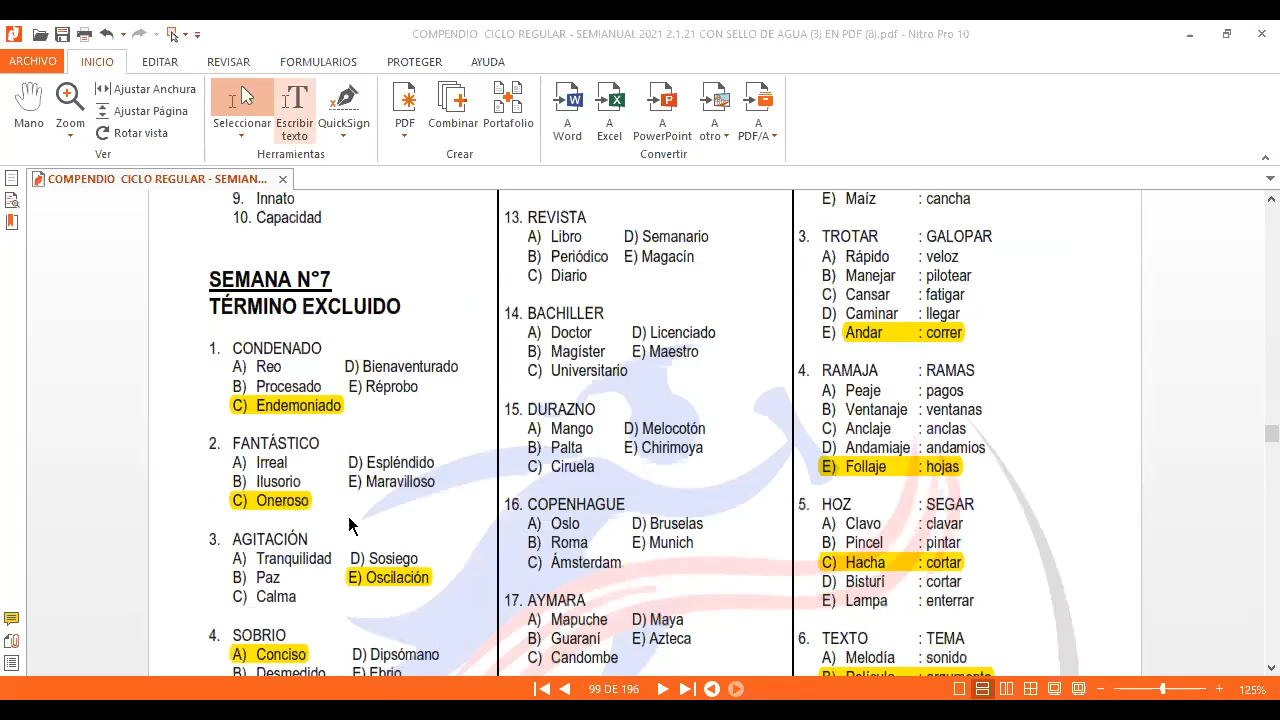 COMPENDIO CICLO REGULAR - SEMIANUAL 2021 2.1.21 CON SELLO DE AGUA (3) EN PDF (8).pdf - Nitro Pro 10
ARCHIVO INICIO EDITAR REVISAR FORMULARIOS PROTEGER AYUDA
Mano
Zoom
Ajustar Anchura
Ajustar Página
Rotar vista
Ver
Seleccionar
Escribir texto
QuickSign
Herramientas
PDF
Combinar
Portafolio
Crear
A Word
A Excel
A PowerPoint
A otro
A PDF/A
Convertir
COMPENDIO CICLO REGULAR - SEMIAN...
9. Innato
10. Capacidad
SEMANA N°7
TÉRMINO EXCLUIDO
1. CONDENADO
A) Reo D) Bienaventurado
B) Procesado E) Réprobo
C) Endemoniado
2. FANTÁSTICO
A) Irreal D) Espléndido
B) Ilusorio E) Maravilloso
C) Oneroso
3. AGITACIÓN
A) Tranquilidad D) Sosiego
B) Paz E) Oscilación
C) Calma
4. SOBRIO
A) Conciso D) Dipsómano
B) Desmedido E) Ebrio
13. REVISTA
A) Libro D) Semanario
B) Periódico E) Magacín
C) Diario
14. BACHILLER
A) Doctor D) Licenciado
B) Magíster E) Maestro
C) Universitario
15. DURAZNO
A) Mango D) Melocotón
B) Palta E) Chirimoya
C) Ciruela
16. COPENHAGUE
A) Oslo D) Bruselas
B) Roma E) Munich
C) Ámsterdam
17. AYMARA
A) Mapuche D) Maya
B) Guaraní E) Azteca
C) Candombe
E) Maíz : cancha
3. TROTAR : GALOPAR
A) Rápido : veloz
B) Manejar : pilotear
C) Cansar : fatigar
D) Caminar : llegar
E) Andar : correr
4. RAMAJA : RAMAS
A) Peaje : pagos
B) Ventanaje : ventanas
C) Anclaje : anclas
D) Andamiaje : andamios
E) Follaje : hojas
5. HOZ : SEGAR
A) Clavo : clavar
B) Pincel : pintar
C) Hacha : cortar
D) Bisturí : cortar
E) Lampa : enterrar
6. TEXTO : TEMA
A) Melodía : sonido
B) Película : argumento
99 DE 196
125%